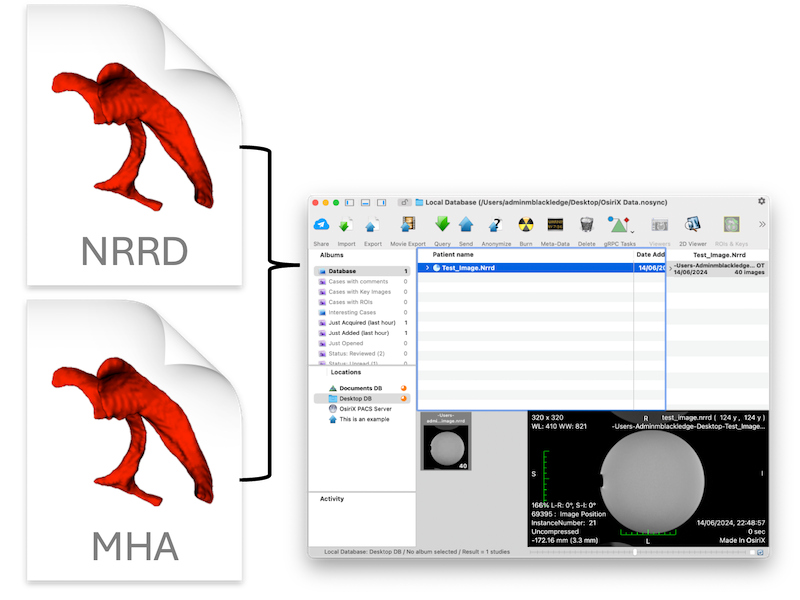 NRRD
MHA
Local Database (/Users/adminmblackledge/Desktop/OsiriX Data.nosync)
Share Import Export Movie Export Query Send Anonymize Burn Meta-Data Delete gRPC Tasks Viewers 2D Viewer ROIs & Keys
Albums
Database 1
Cases with comments 0
Cases with Key Images 0
Cases with ROIs 0
Interesting Cases 0
Just Acquired (last hour) 1
Just Added (last hour) 1
Just Opened 0
Status: Reviewed (2) 0
Status: Unread (1) 0
Locations
Documents DB
Desktop DB
OsiriX PACS Server
This is an example
Activity
Patient name Date Add
Test_Image.Nrrd 14/06/20
Test_Image.Nrrd
-Users-Adminmblackledge... OT
14/06/2024 40 images
-Users-
adml...image.nrrd
40
320 x 320
WL: 410 WW: 821
R
test_image.nrrd ( 124 y, 124 y )
-Users-Adminmblackledge-Desktop-Test_Image...
S
I
166% L-R: 0°, S-I: 0°
69395 : Image Position
InstanceNumber: 21
Uncompressed
-172.16 mm (3.3 mm)
L
14/06/2024, 22:48:57
0 sec
Made In OsiriX
Local Database: Desktop DB / No album selected / Result = 1 studies